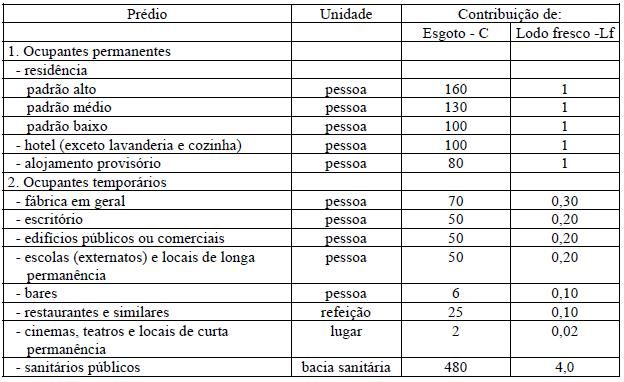 Prédio Unidade Contribuição de:
Esgoto - C Lodo fresco -Lf
1. Ocupantes permanentes
- residência
padrão alto pessoa 160 1
padrão médio pessoa 130 1
padrão baixo pessoa 100 1
- hotel (exceto lavanderia e cozinha) pessoa 100 1
- alojamento provisório pessoa 80 1
2. Ocupantes temporários
- fábrica em geral pessoa 70 0,30
- escritório pessoa 50 0,20
- edifícios públicos ou comerciais pessoa 50 0,20
- escolas (externatos) e locais de longa pessoa 50 0,20
permanência
- bares pessoa 6 0,10
- restaurantes e similares refeição 25 0,10
- cinemas, teatros e locais de curta lugar 2 0,02
permanência
- sanitários públicos bacia sanitária 480 4,0